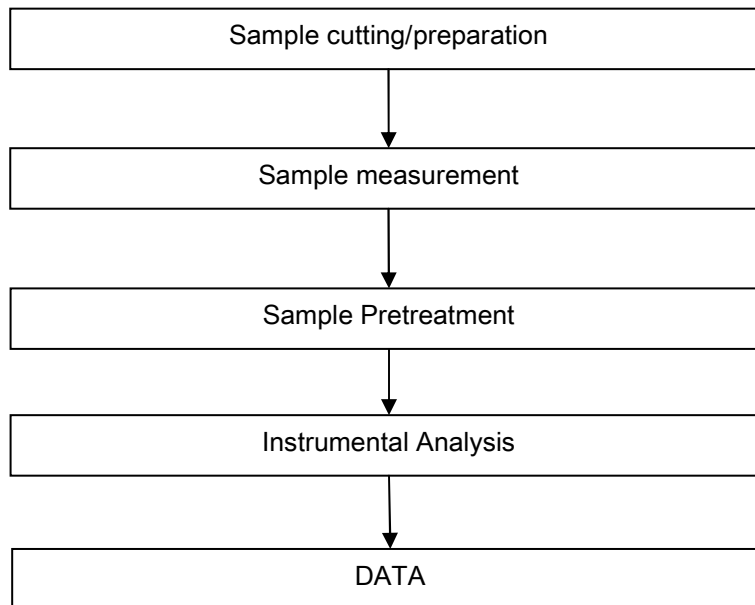 Sample cutting/preparation
Sample measurement
Sample Pretreatment
Instrumental Analysis
DATA